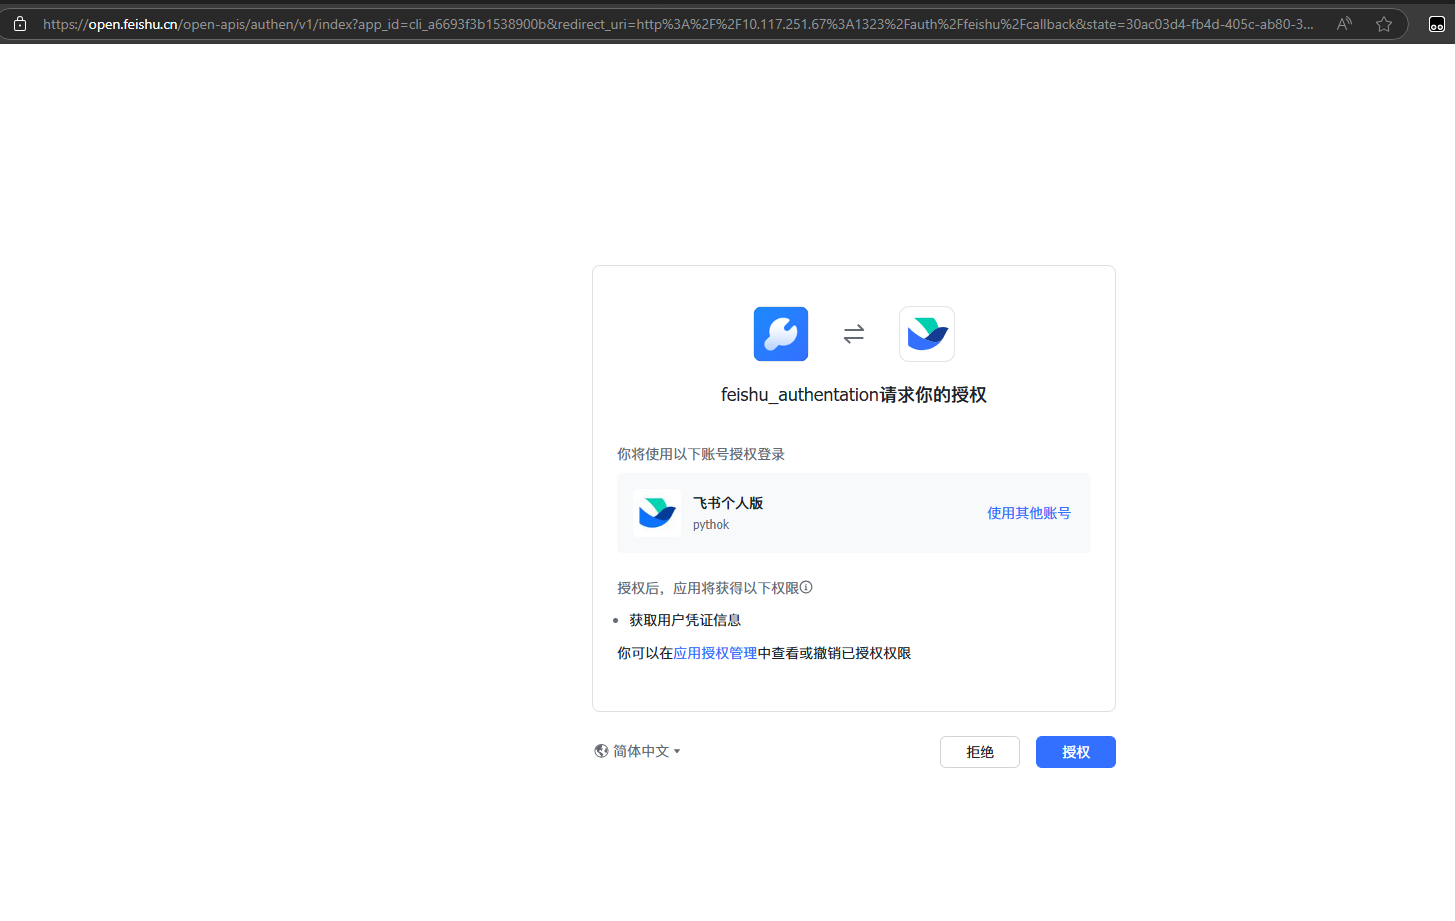 https://open.feishu.cn/open-apis/authen/v1/index?app_id=cli_a6693f3b1538900b&redirect_uri=http%3A%2F%2F10.117.251.67%3A1323%2Fauth%2Ffeishu%2Fcallback&state=30ac03d4-fb4d-405c-ab80-3...
feishu_authentation请求你的授权
你将使用以下账号授权登录
飞书个人版
pythok
使用其他账号
授权后，应用将获得以下权限
获取用户凭证信息
你可以在应用授权管理中查看或撤销已授权权限
简体中文
拒绝
授权